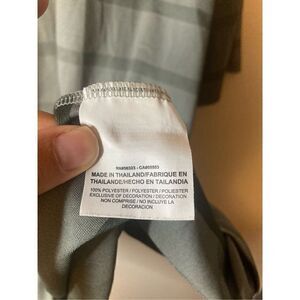 MADE IN THAILAND/FABRIQUE EN
THAILANDE/HECHO EN TAILANDIA
100% POLYESTER / POLYESTER / POLIESTER
EXCLUSIVE OF DECORATION / DECORATION
NON COMPRISE / NO INCLUYE LA
DECORACION